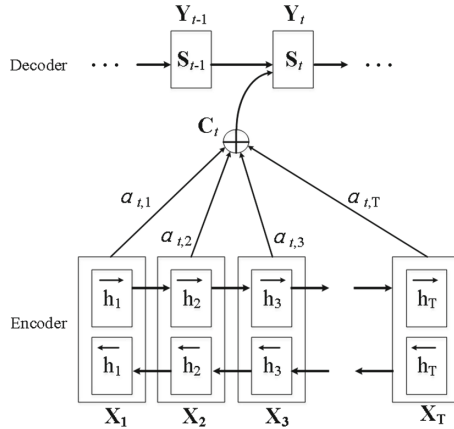 Y_{t-1} Y_t
Decoder ... S_{t-1} S_t ...
C_t
α_{t,1} α_{t,2} α_{t,3} α_{t,T}
Encoder
→h_1 →h_2 →h_3 →h_T
←h_1 ←h_2 ←h_3 ←h_T
X_1 X_2 X_3 X_T